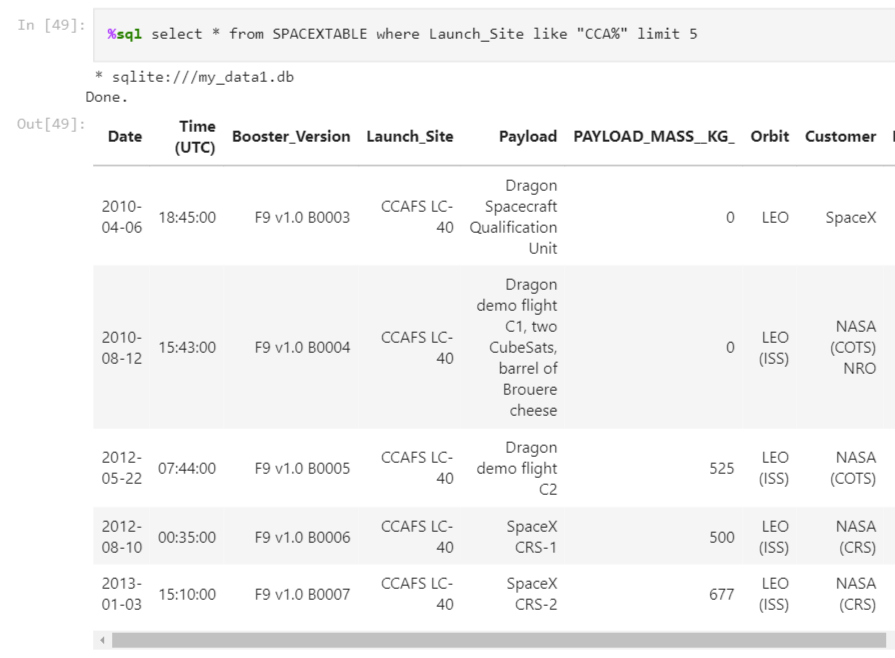 In [49]:
%sql select * from SPACEXTABLE where Launch_Site like "CCA%" limit 5
* sqlite:///my_data1.db
Done.
Out[49]:
Date Time (UTC) Booster_Version Launch_Site Payload PAYLOAD_MASS__KG_ Orbit Customer
2010-04-06 18:45:00 F9 v1.0 B0003 CCAFS LC-40 Dragon Spacecraft Qualification Unit 0 LEO SpaceX
2010-08-12 15:43:00 F9 v1.0 B0004 CCAFS LC-40 Dragon demo flight C1, two CubeSats, barrel of Brouere cheese 0 LEO (ISS) NASA (COTS) NRO
2012-05-22 07:44:00 F9 v1.0 B0005 CCAFS LC-40 Dragon demo flight C2 525 LEO (ISS) NASA (COTS)
2012-08-10 00:35:00 F9 v1.0 B0006 CCAFS LC-40 SpaceX CRS-1 500 LEO (ISS) NASA (CRS)
2013-01-03 15:10:00 F9 v1.0 B0007 CCAFS LC-40 SpaceX CRS-2 677 LEO (ISS) NASA (CRS)